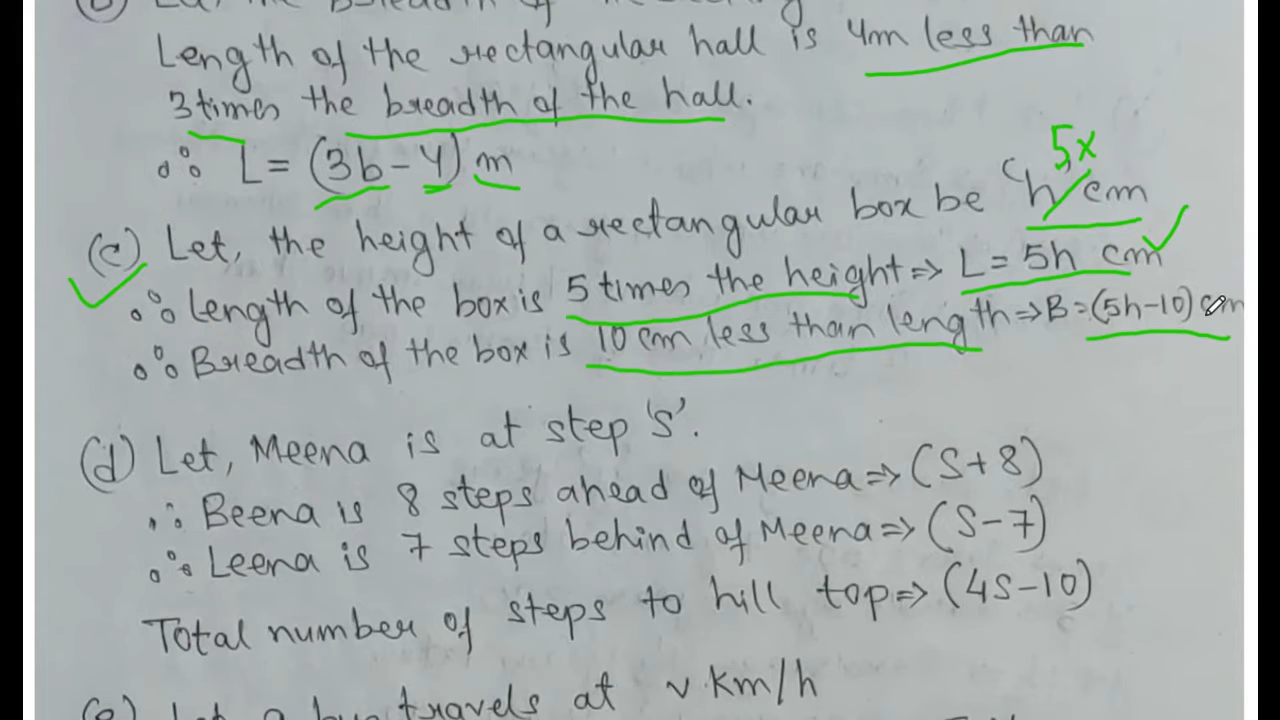 Length of the rectangular hall is 4m less than
3 times the breadth of the hall.
∴ L = (3b - 4) m
5x
(c) Let, the height of a rectangular box be 'h' cm
∴ Length of the box is 5 times the height ⇒ L = 5h cm
∴ Breadth of the box is 10 cm less than length ⇒ B = (5h-10) cm
(d) Let, Meena is at step 's'.
∴ Beena is 8 steps ahead of Meena ⇒ (S+8)
∴ Leena is 7 steps behind of Meena ⇒ (S-7)
Total number of steps to hill top ⇒ (4S-10)
travels at v km/h